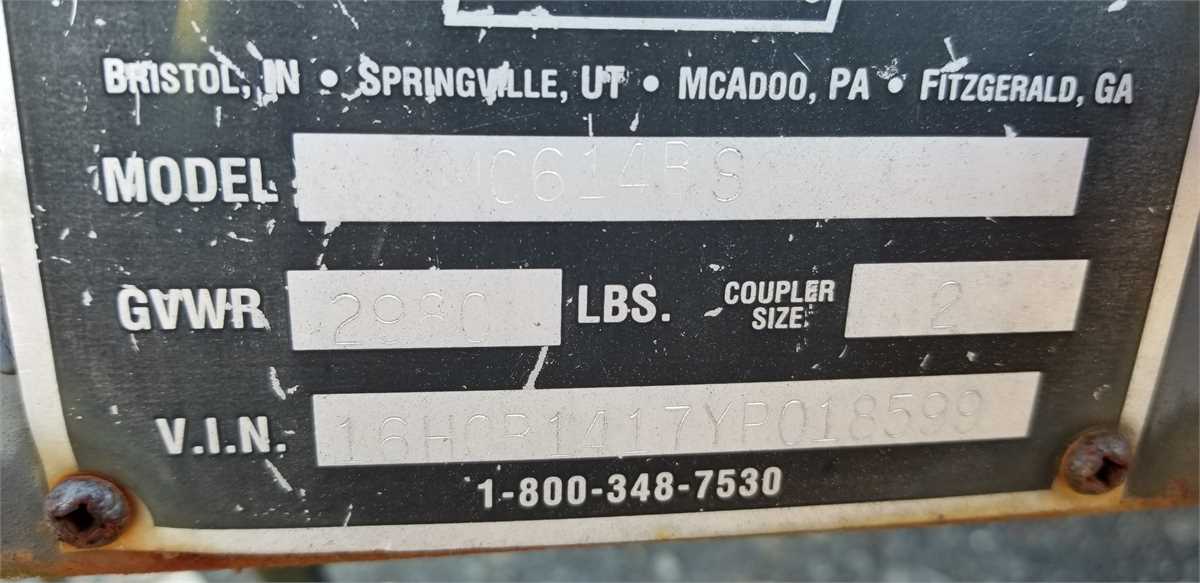 BRISTOL, IN • SPRINGVILLE, UT • MCADOO, PA • FITZGERALD, GA
MODEL MC614BS
GVWR 2980 LBS. COUPLER SIZE: 2
V.I.N. 16HCB1417YP018599
1-800-348-7530